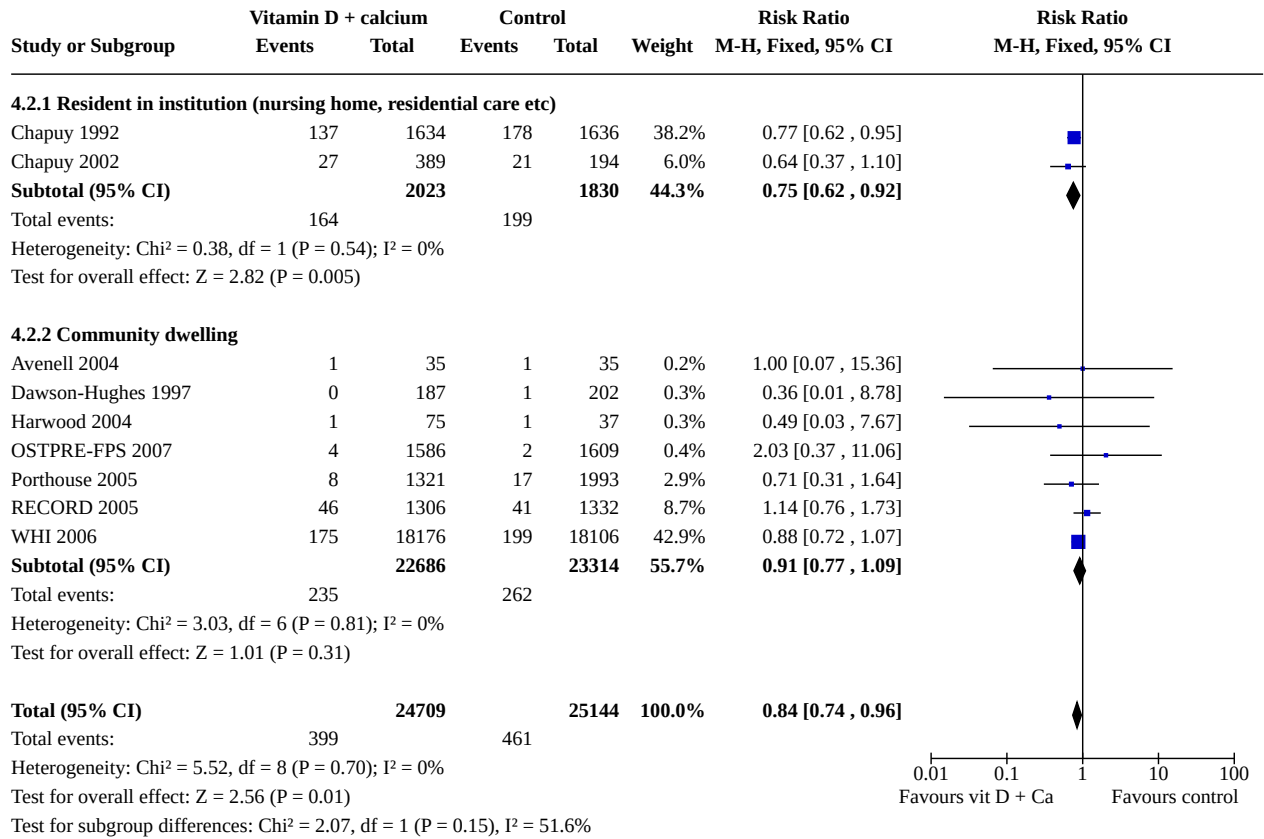 Vitamin D + calcium Control Risk Ratio Risk Ratio
Study or Subgroup Events Total Events Total Weight M-H, Fixed, 95% CI M-H, Fixed, 95% CI
4.2.1 Resident in institution (nursing home, residential care etc)
Chapuy 1992 137 1634 178 1636 38.2% 0.77 [0.62 , 0.95]
Chapuy 2002 27 389 21 194 6.0% 0.64 [0.37 , 1.10]
Subtotal (95% CI) 2023 1830 44.3% 0.75 [0.62 , 0.92]
Total events: 164 199
Heterogeneity: Chi² = 0.38, df = 1 (P = 0.54); I² = 0%
Test for overall effect: Z = 2.82 (P = 0.005)
4.2.2 Community dwelling
Avenell 2004 1 35 1 35 0.2% 1.00 [0.07 , 15.36]
Dawson-Hughes 1997 0 187 1 202 0.3% 0.36 [0.01 , 8.78]
Harwood 2004 1 75 1 37 0.3% 0.49 [0.03 , 7.67]
OSTPRE-FPS 2007 4 1586 2 1609 0.4% 2.03 [0.37 , 11.06]
Porthouse 2005 8 1321 17 1993 2.9% 0.71 [0.31 , 1.64]
RECORD 2005 46 1306 41 1332 8.7% 1.14 [0.76 , 1.73]
WHI 2006 175 18176 199 18106 42.9% 0.88 [0.72 , 1.07]
Subtotal (95% CI) 22686 23314 55.7% 0.91 [0.77 , 1.09]
Total events: 235 262
Heterogeneity: Chi² = 3.03, df = 6 (P = 0.81); I² = 0%
Test for overall effect: Z = 1.01 (P = 0.31)
Total (95% CI) 24709 25144 100.0% 0.84 [0.74 , 0.96]
Total events: 399 461
Heterogeneity: Chi² = 5.52, df = 8 (P = 0.70); I² = 0%
0.01 0.1 1 10 100
Test for overall effect: Z = 2.56 (P = 0.01)
Favours vit D + Ca Favours control
Test for subgroup differences: Chi² = 2.07, df = 1 (P = 0.15), I² = 51.6%